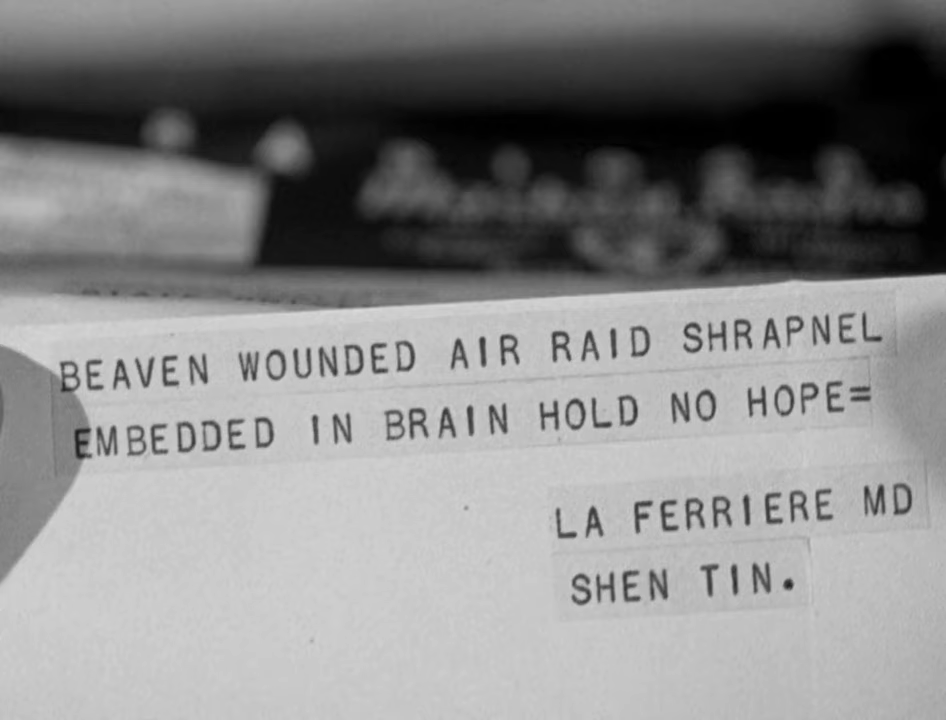 BEAVEN WOUNDED AIR RAID SHRAPNEL
EMBEDDED IN BRAIN HOLD NO HOPE=
LA FERRIERE MD
SHEN TIN.